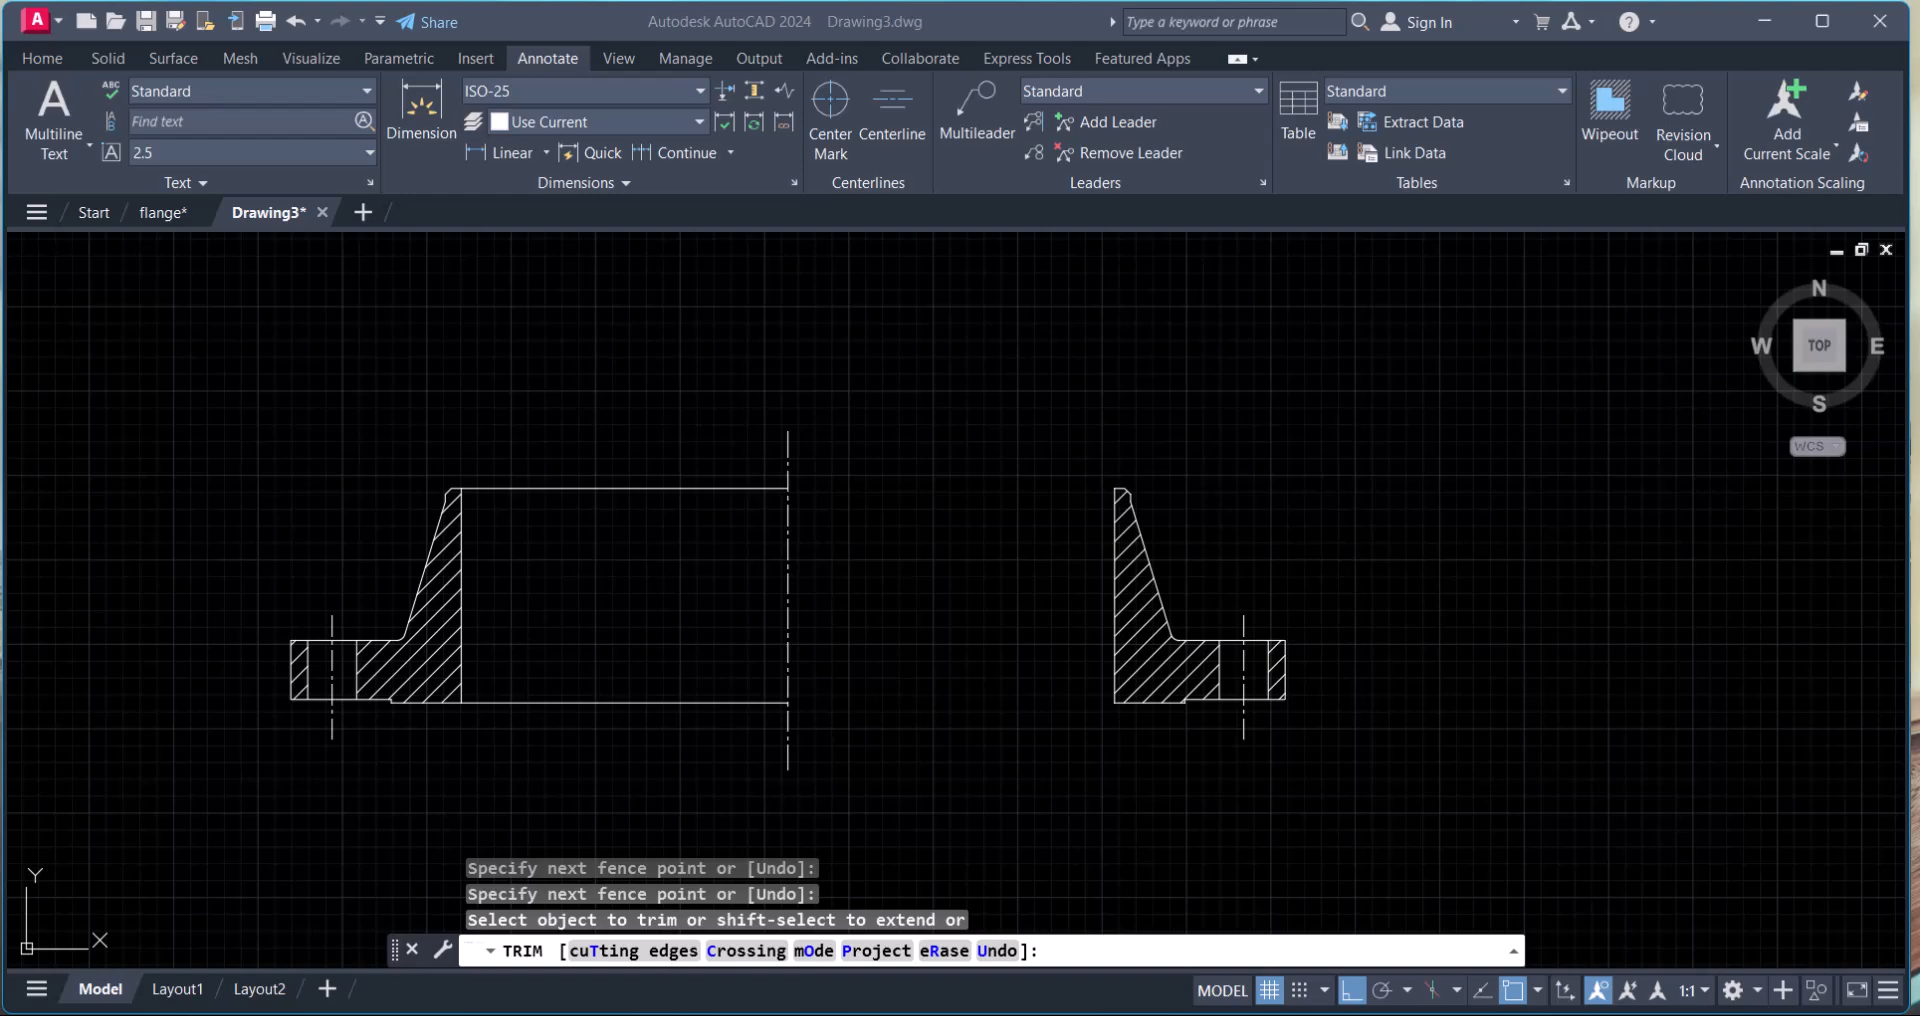 A Share Autodesk AutoCAD 2024 Drawing3.dwg Type a keyword or phrase Sign In
Home Solid Surface Mesh Visualize Parametric Insert Annotate View Manage Output Add-ins Collaborate Express Tools Featured Apps
ABC Standard ISO-25 Standard Standard
Multiline Text Find text Dimension Use Current Center Mark Centerline Multileader Add Leader Table Extract Data Wipeout Revision Cloud Add Current Scale
2.5 Linear Quick Continue Remove Leader Link Data
Text Dimensions Centerlines Leaders Tables Markup Annotation Scaling
Start flange* Drawing3*
N
W TOP E
S
WCS
Specify next fence point or [Undo]:
Specify next fence point or [Undo]:
Select object to trim or shift-select to extend or
TRIM [cuTting edges Crossing mOde Project eRase Undo]:
Y
X
Model Layout1 Layout2 MODEL 1:1